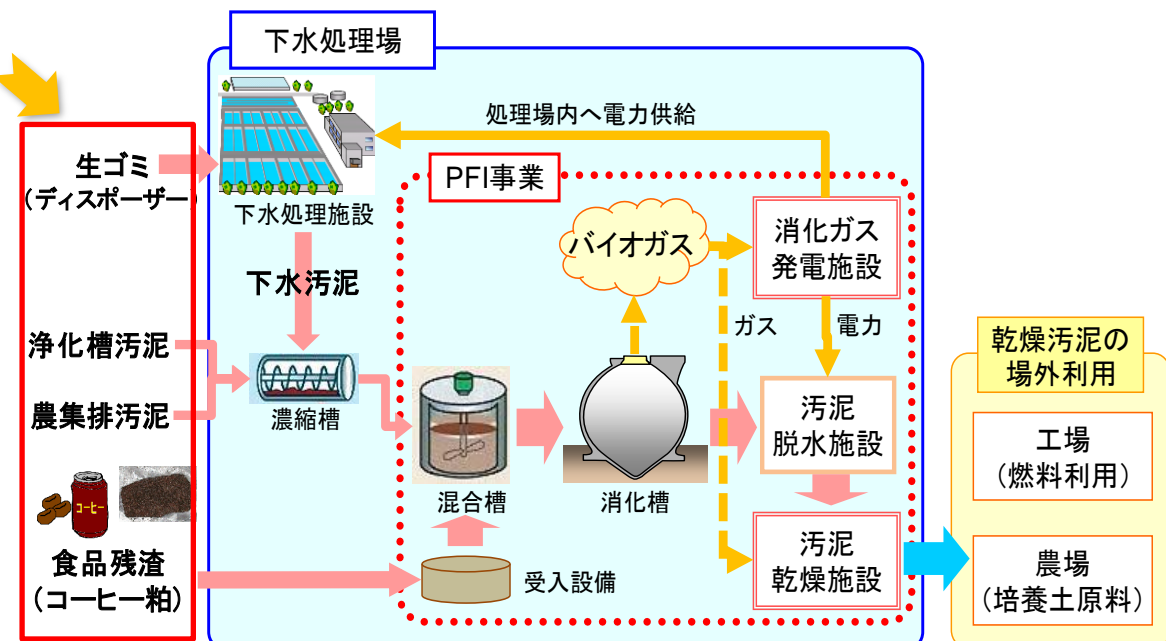 下水処理場
処理場内へ電力供給
生ゴミ
(ディスポーザー)
下水処理施設
PFI事業
バイオガス
消化ガス
発電施設
下水汚泥
ガス
電力
浄化槽汚泥
農集排汚泥
濃縮槽
混合槽
消化槽
汚泥
脱水施設
乾燥汚泥の
場外利用
工場
(燃料利用)
コーヒー
食品残渣
(コーヒー粕)
受入設備
汚泥
乾燥施設
農場
(培養土原料)